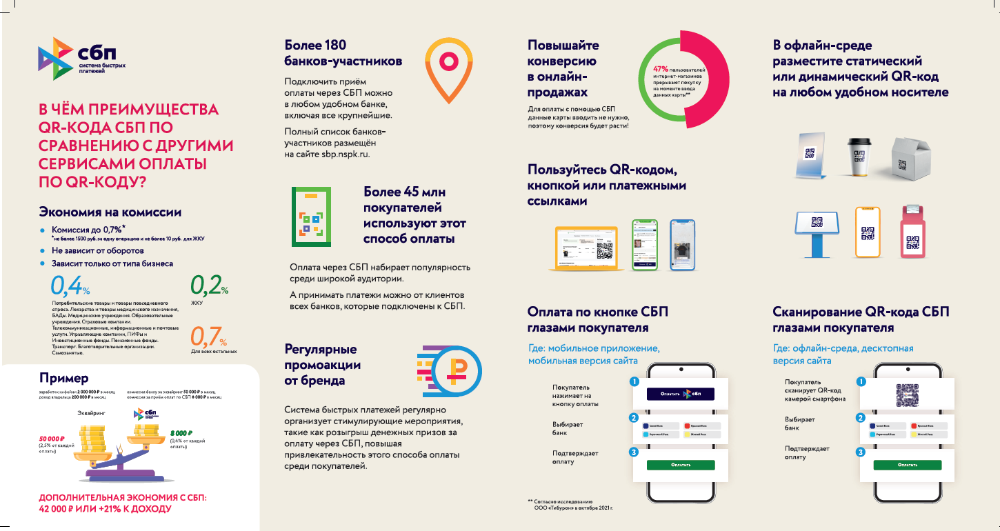 сбп
система быстрых
платежей
В ЧЁМ ПРЕИМУЩЕСТВА
QR-КОДА СБП ПО
СРАВНЕНИЮ С ДРУГИМИ
СЕРВИСАМИ ОПЛАТЫ
ПО QR-КОДУ?
Экономия на комиссии
Комиссия до 0,7%*
*не более 1500 руб. за одну операцию и не более 10 руб. для ЖКУ
Не зависит от оборотов
Зависит только от типа бизнеса
0,4%
Потребительские товары и товары повседневного
спроса. Лекарства и товары медицинского назначения,
БАДы. Медицинские учреждения. Образовательные
учреждения. Страховые компании.
Телекоммуникационные, информационные и почтовые
услуги. Управляющие компании, ПИФы и
Инвестиционные фонды. Пенсионные фонды.
Транспорт. Благотворительные организации.
Самозанятые.
0,2%
ЖКУ
0,7%
Для всех остальных
Пример
заработок кофейни 2 000 000 ₽ в месяц
доход владельца 200 000 ₽ в месяц
комиссия банку за эквайринг 50 000 ₽ в месяц
комиссия за приём оплат по СБП 8 000 ₽ в месяц
Эквайринг
сбп
50 000 ₽
(2,5% от каждой
оплаты)
8 000 ₽
(0,4% от каждой
оплаты)
ДОПОЛНИТЕЛЬНАЯ ЭКОНОМИЯ С СБП:
42 000 ₽ ИЛИ +21% К ДОХОДУ
Более 180
банков-участников
Подключить приём
оплаты через СБП можно
в любом удобном банке,
включая все крупнейшие.
Полный список банков-
участников размещён
на сайте sbp.nspk.ru.
Более 45 млн
покупателей
используют этот
способ оплаты
Оплата через СБП набирает популярность
среди широкой аудитории.
А принимать платежи можно от клиентов
всех банков, которые подключены к СБП.
Регулярные
промоакции
от бренда
Система быстрых платежей регулярно
организует стимулирующие мероприятия,
такие как розыгрыш денежных призов за
оплату через СБП, повышая
привлекательность этого способа оплаты
среди покупателей.
Повышайте
конверсию
в онлайн-
продажах
Для оплаты с помощью СБП
данные карты вводить не нужно,
поэтому конверсия будет расти!
47% пользователей
интернет-магазинов
прерывают покупку
на моменте ввода
данных карты**
Пользуйтесь QR-кодом,
кнопкой или платежными
ссылками
Оплата по кнопке СБП
глазами покупателя
Где: мобильное приложение,
мобильная версия сайта
Покупатель
нажимает на
кнопку оплаты
Выбирает
банк
Подтверждает
оплату
1
Оплатить сбп
2
Синий Банк
Красный Банк
Бирюзовый Банк
Желтый Банк
3
Оплатить
** Согласно исследованию
ООО «Тибурон» в октябре 2021 г.
В офлайн-среде
разместите статический
или динамический QR-код
на любом удобном носителе
Сканирование QR-кода СБП
глазами покупателя
Где: офлайн-среда, десктопная
версия сайта
Покупатель
сканирует QR-код
камерой смартфона
Выбирает
банк
Подтверждает
оплату
1
2
Синий Банк
Красный Банк
Бирюзовый Банк
Желтый Банк
3
Оплатить